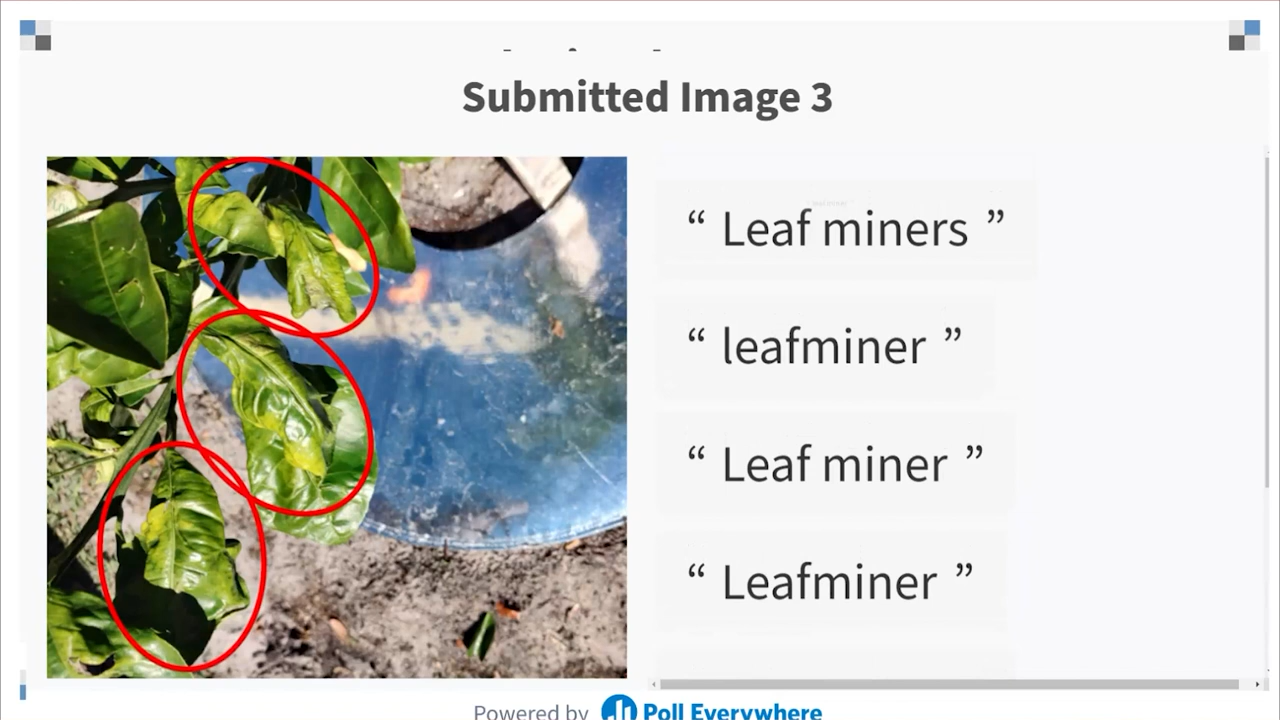 Submitted Image 3
“ Leaf miners ”
“ leafminer ”
“ Leaf miner ”
“ Leafminer ”
Powered by Poll Everywhere